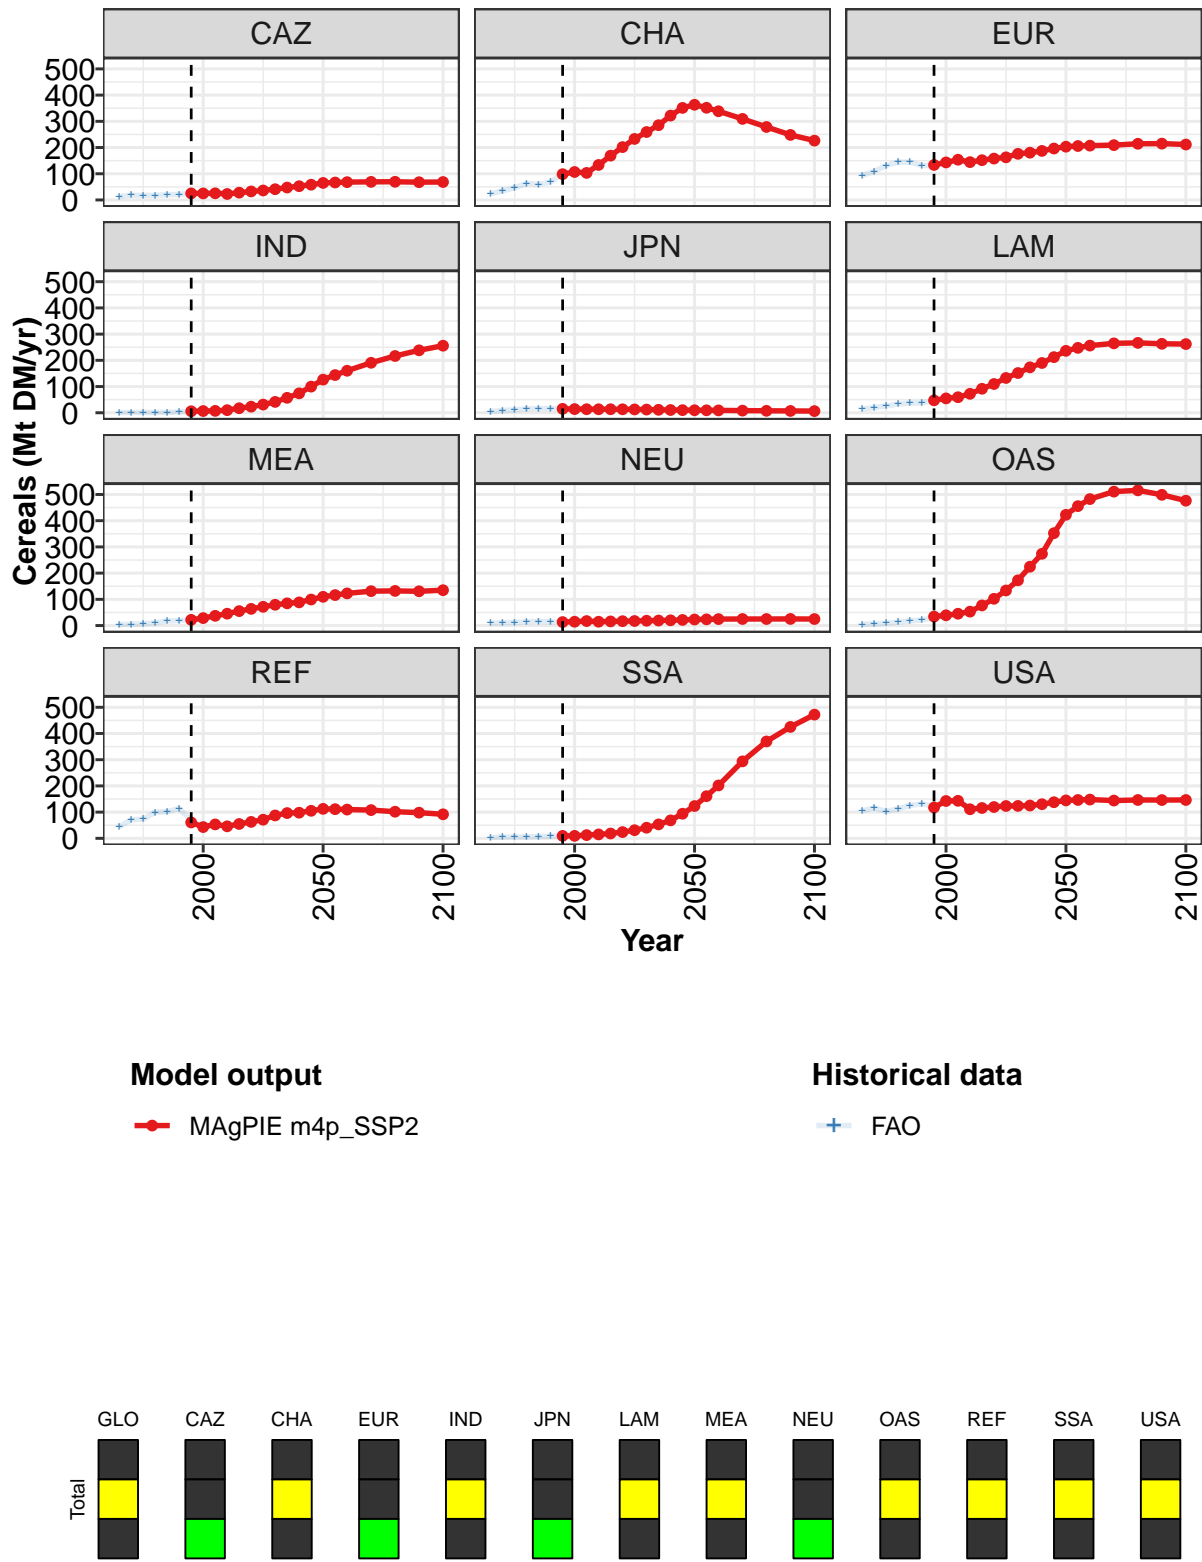 CAZ CHA EUR
500
400
300
200
100
0
IND JPN LAM
500
400
300
200
100
0
MEA NEU OAS
500
400
300
200
100
0
REF SSA USA
500
400
300
200
100
0
Cereals (Mt DM/yr)
2000 2050 2100 2000 2050 2100 2000 2050 2100
Year
Model output Historical data
MAgPIE m4p_SSP2 FAO
GLO CAZ CHA EUR IND JPN LAM MEA NEU OAS REF SSA USA
Total